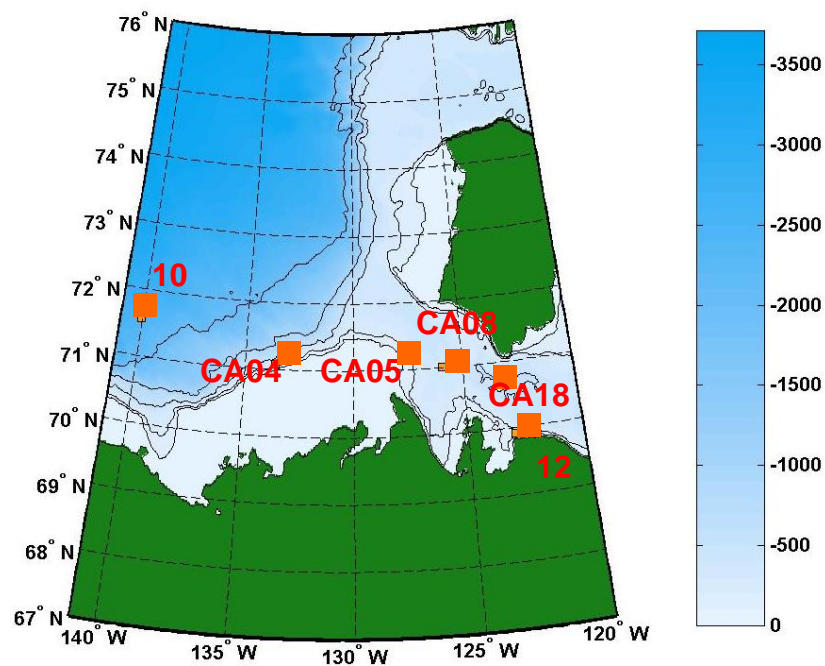 76° N
75° N
74° N
73° N
72° N
71° N
70° N
69° N
68° N
67° N
140° W
135° W
130° W
125° W
120° W
10
CA04
CA05
CA08
CA18
12
-3500
-3000
-2500
-2000
-1500
-1000
-500
0